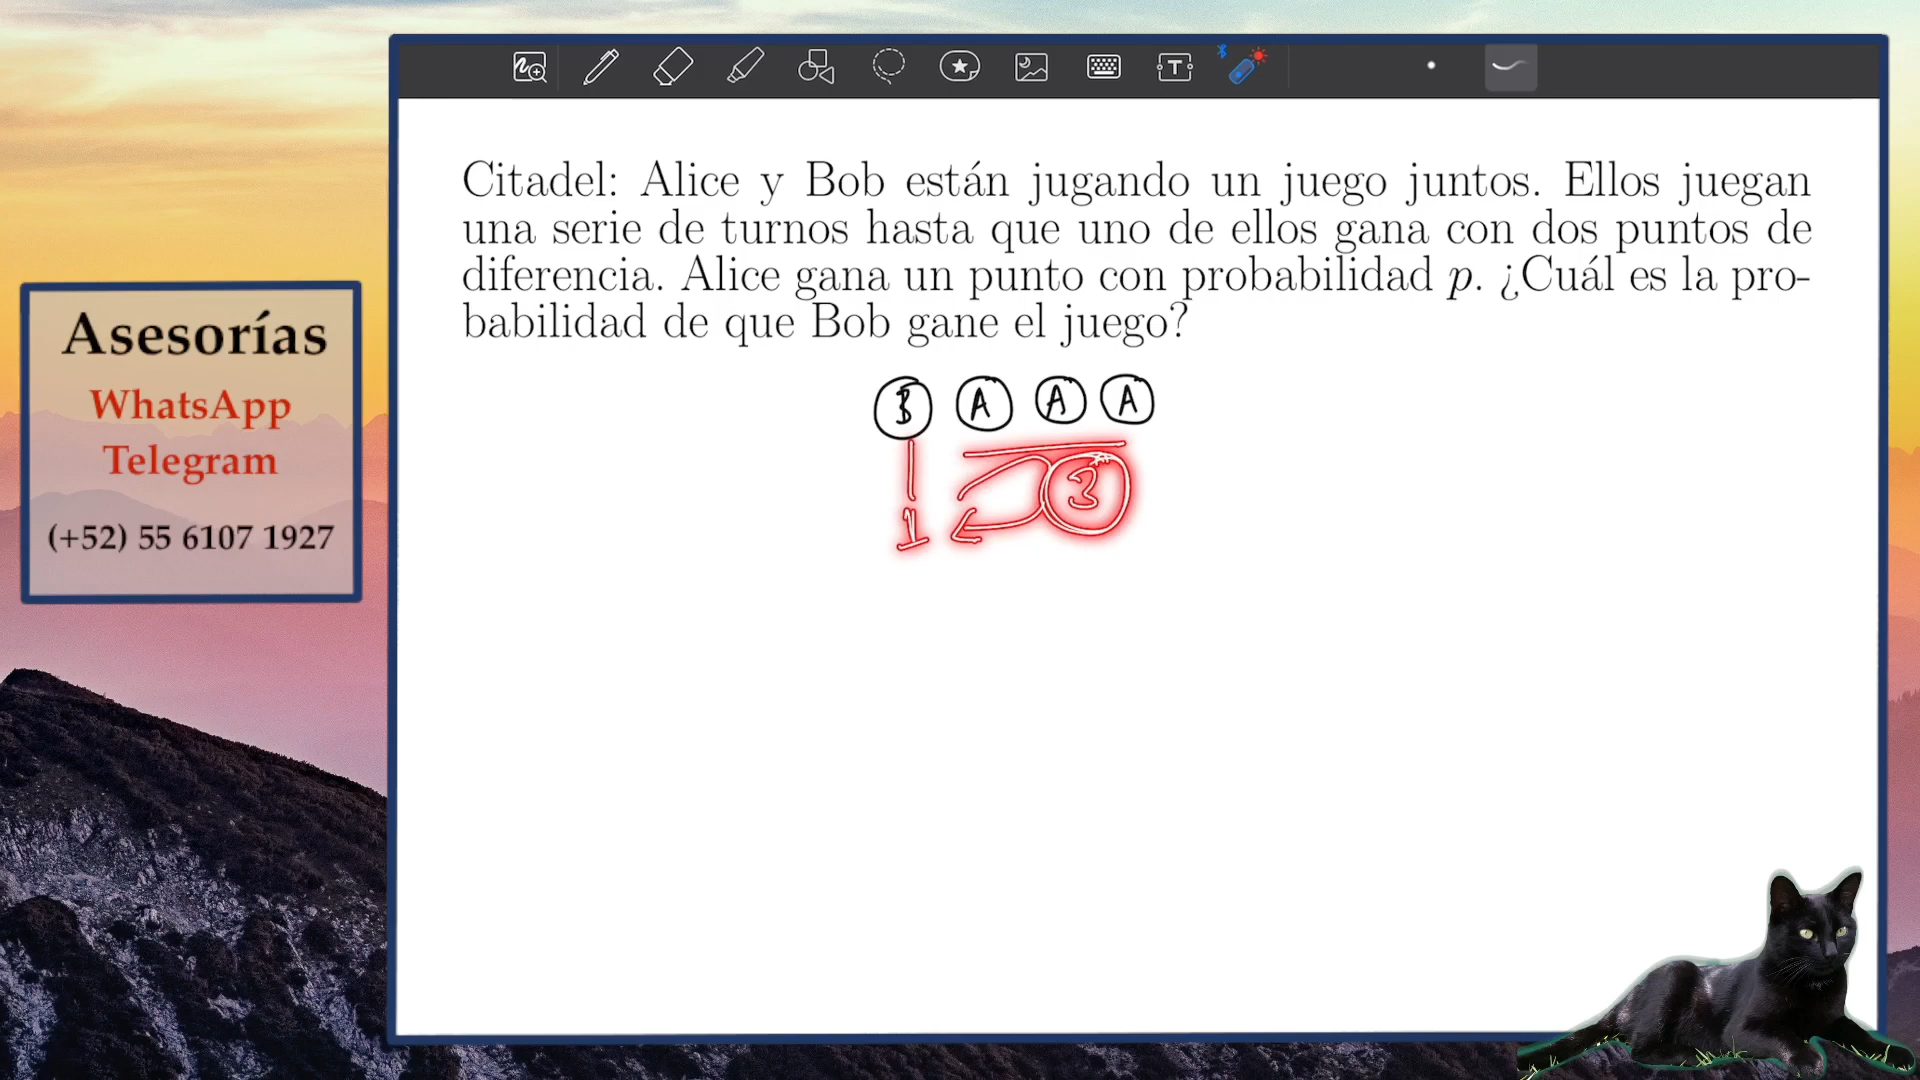 Citadel: Alice y Bob están jugando un juego juntos. Ellos juegan
una serie de turnos hasta que uno de ellos gana con dos puntos de
diferencia. Alice gana un punto con probabilidad p. ¿Cuál es la pro-
babilidad de que Bob gane el juego?
Asesorías
WhatsApp
Telegram
(+52) 55 6107 1927
B A A A
3
1
T